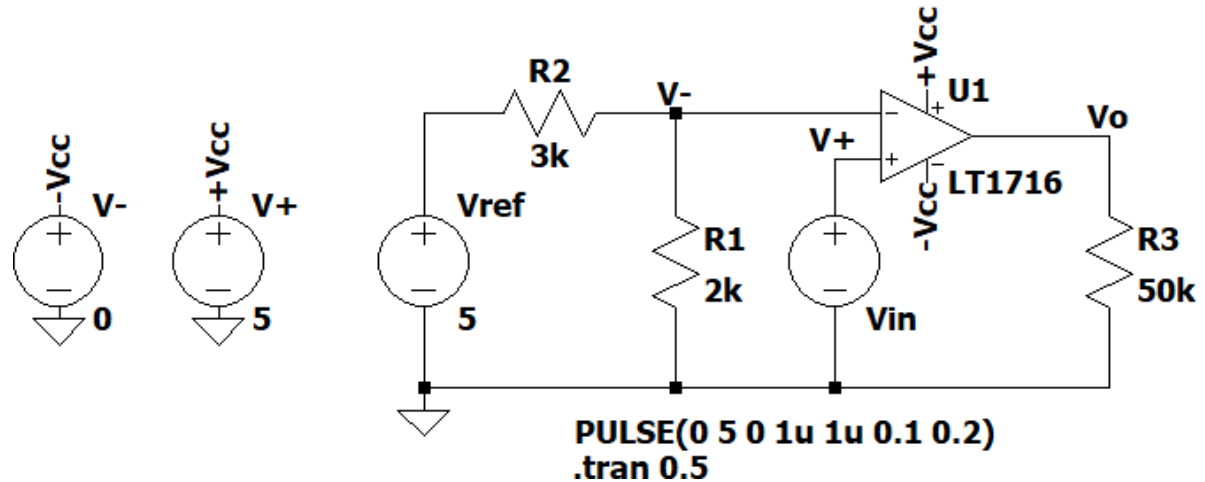 -Vcc
V-
0
+Vcc
V+
5
R2
3k
Vref
5
V-
R1
2k
V+
Vin
+Vcc
U1
LT1716
-Vcc
Vo
R3
50k
PULSE(0 5 0 1u 1u 0.1 0.2)
.tran 0.5